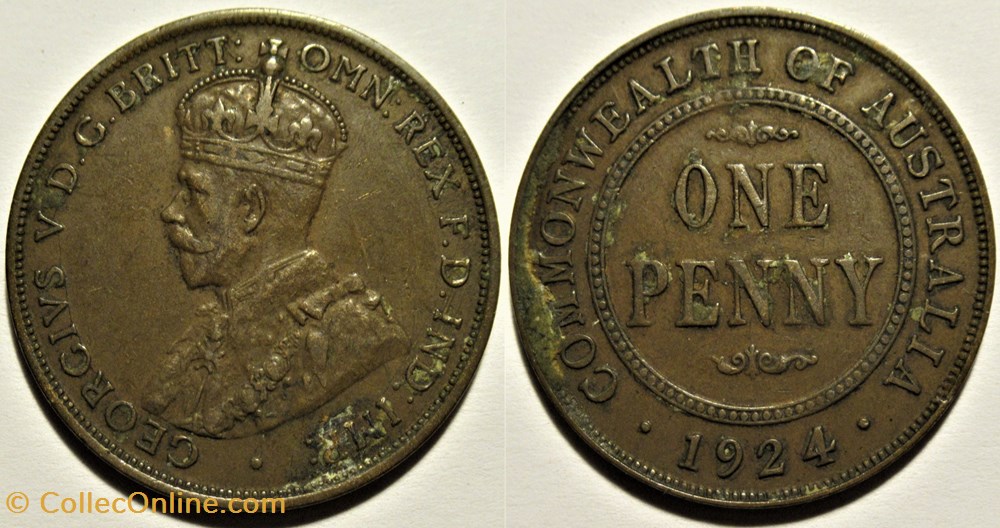 GEORGIVS V D.G.BRITT: OMN: REX F.D.IND: IMP:
COMMONWEALTH OF AUSTRALIA
ONE
PENNY
· 1924 ·
© CollecOnline.com